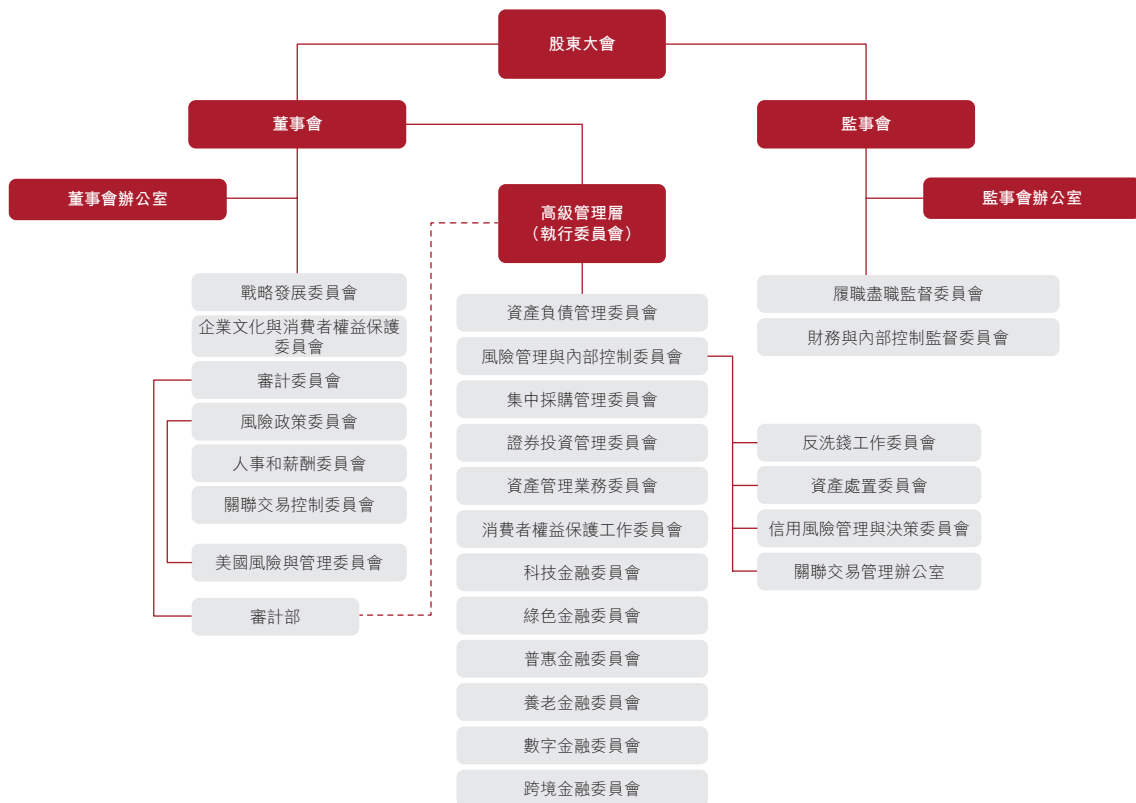 股東大會
董事會
監事會
董事會辦公室
高級管理層
（執行委員會）
監事會辦公室
戰略發展委員會
企業文化與消費者權益保護
委員會
審計委員會
風險政策委員會
人事和薪酬委員會
關聯交易控制委員會
美國風險與管理委員會
審計部
資產負債管理委員會
風險管理與內部控制委員會
集中採購管理委員會
證券投資管理委員會
資產管理業務委員會
消費者權益保護工作委員會
科技金融委員會
綠色金融委員會
普惠金融委員會
養老金融委員會
數字金融委員會
跨境金融委員會
反洗錢工作委員會
資產處置委員會
信用風險管理與決策委員會
關聯交易管理辦公室
履職盡職監督委員會
財務與內部控制監督委員會